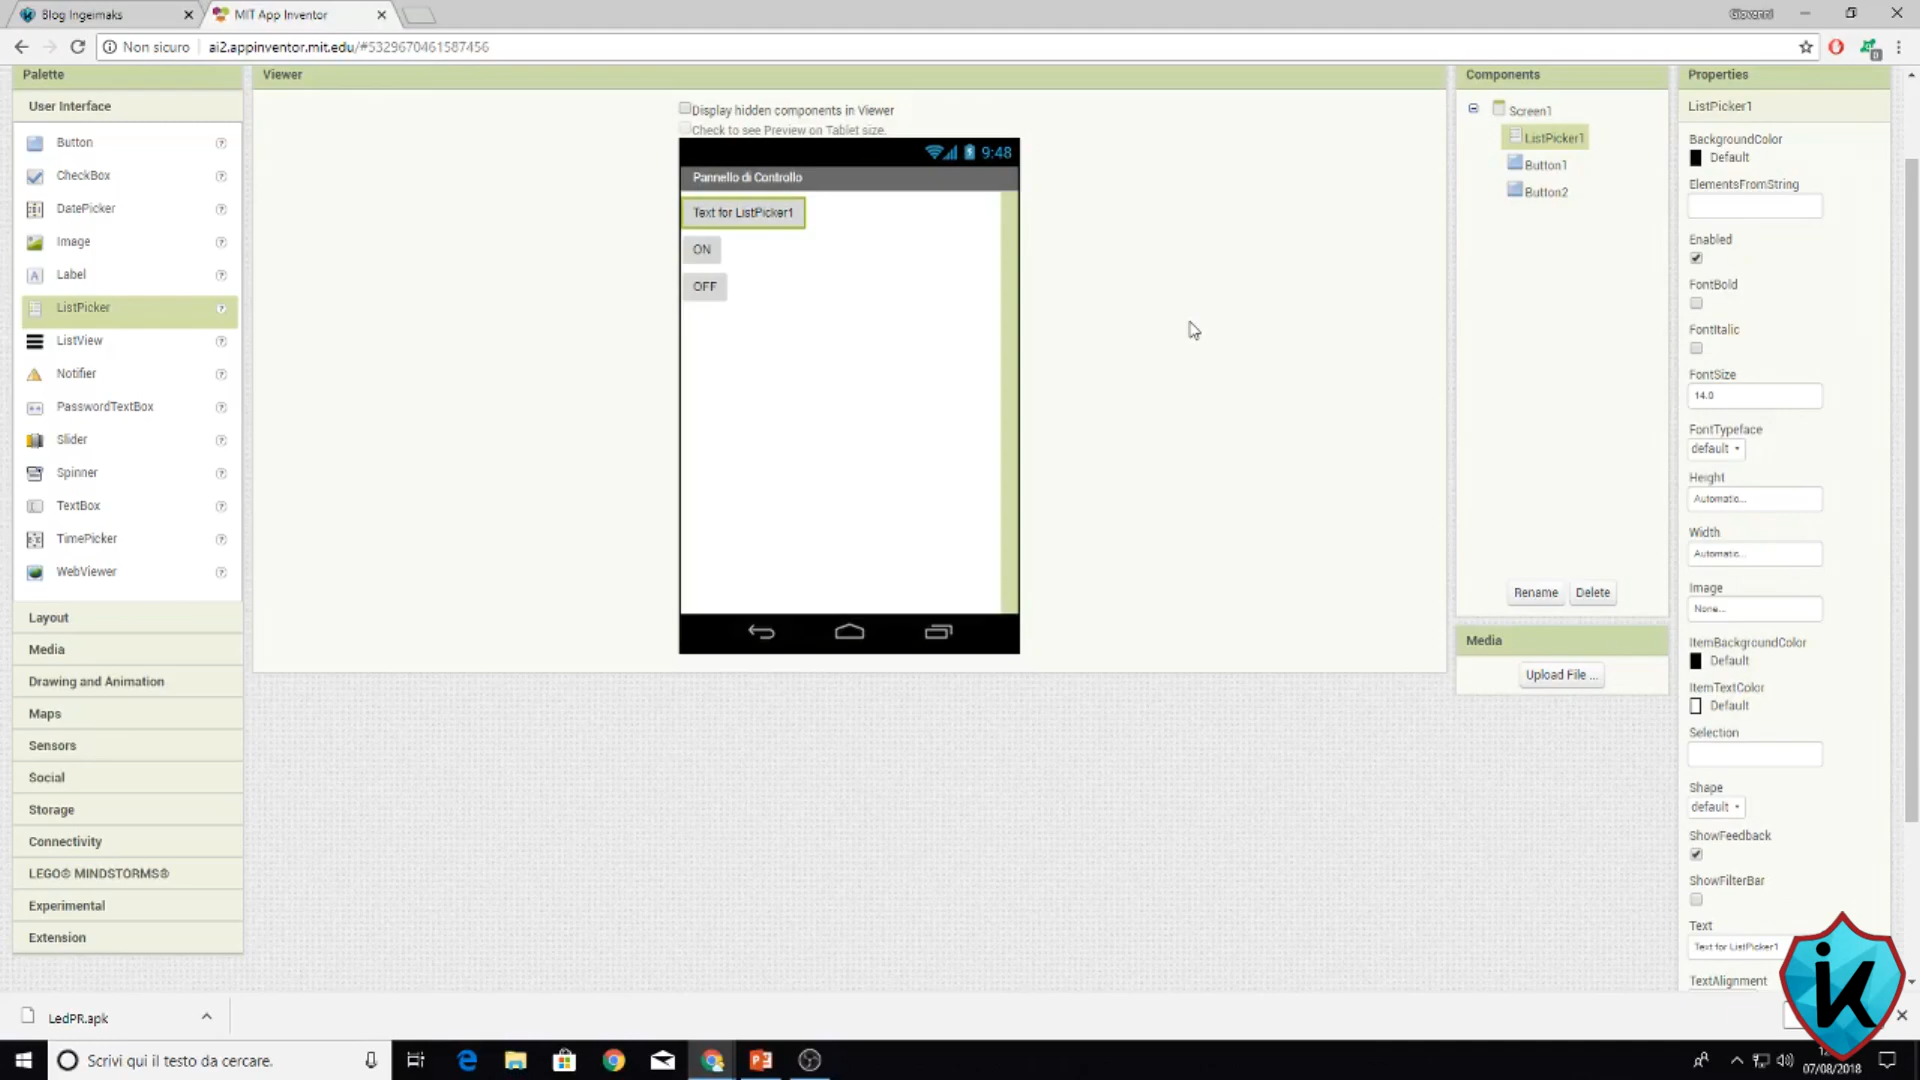 Blog Ingeimaks
MIT App Inventor
Giovanni
Non sicuro
ai2.appinventor.mit.edu/#5329670461587456
Palette
Viewer
Components
Properties
User Interface
Button
CheckBox
DatePicker
Image
Label
ListPicker
ListView
Notifier
PasswordTextBox
Slider
Spinner
TextBox
TimePicker
WebViewer
Layout
Media
Drawing and Animation
Maps
Sensors
Social
Storage
Connectivity
LEGO® MINDSTORMS®
Experimental
Extension
Display hidden components in Viewer
Check to see Preview on Tablet size.
9:48
Pannello di Controllo
Text for ListPicker1
ON
OFF
Screen1
ListPicker1
Button1
Button2
Rename
Delete
Media
Upload File ...
ListPicker1
BackgroundColor
Default
ElementsFromString
Enabled
FontBold
FontItalic
FontSize
14.0
FontTypeface
default
Height
Automatic...
Width
Automatic...
Image
None...
ItemBackgroundColor
Default
ItemTextColor
Default
Selection
Shape
default
ShowFeedback
ShowFilterBar
Text
Text for ListPicker1
TextAlignment
ik
LedPR.apk
Scrivi qui il testo da cercare.
07/08/2018